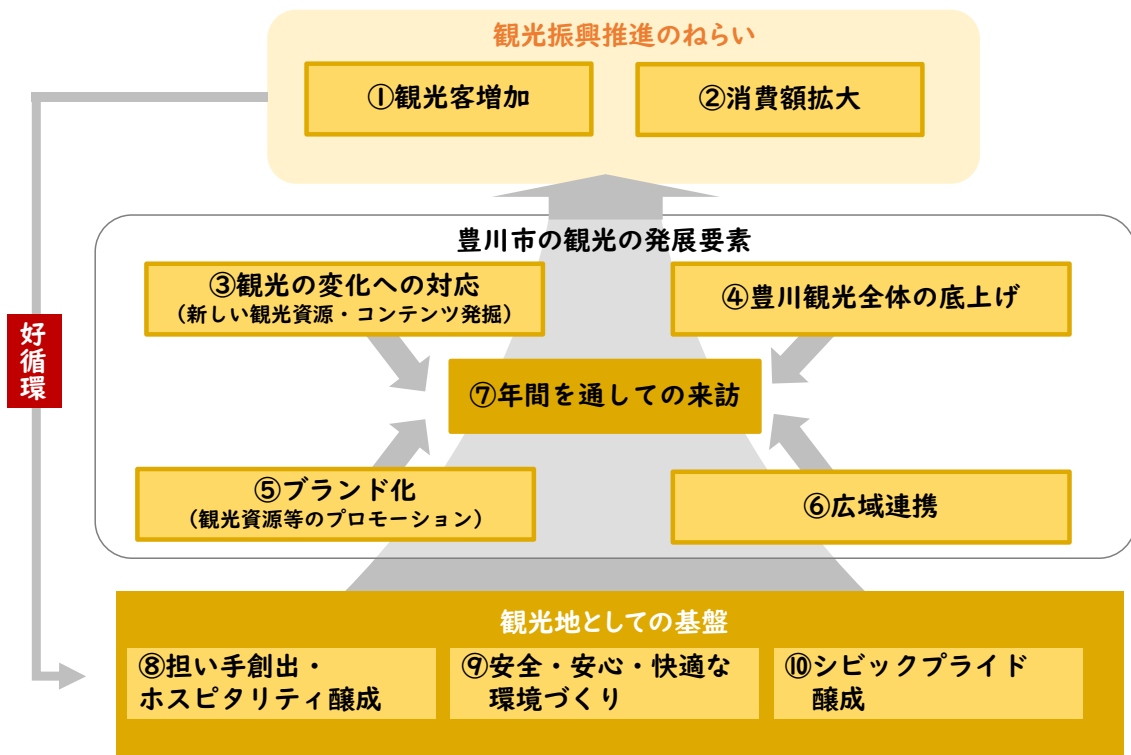 観光振興推進のねらい
①観光客増加
②消費額拡大
豊川市の観光の発展要素
③観光の変化への対応
（新しい観光資源・コンテンツ発掘）
④豊川観光全体の底上げ
好循環
⑦年間を通しての来訪
⑤ブランド化
（観光資源等のプロモーション）
⑥広域連携
観光地としての基盤
⑧担い手創出・
ホスピタリティ醸成
⑨安全・安心・快適な
環境づくり
⑩シビックプライド
醸成